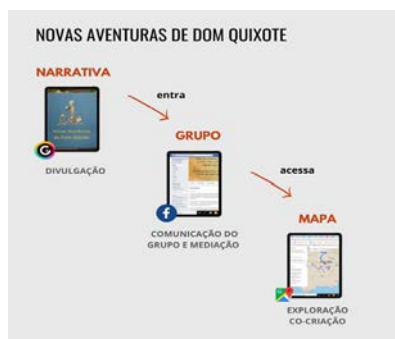 NOVAS AVENTURAS DE DOM QUIXOTE
NARRATIVA
entra
DIVULGAÇÃO
GRUPO
acessa
COMUNICAÇÃO DO
GRUPO E MEDIAÇÃO
MAPA
EXPLORAÇÃO
CO-CRIAÇÃO